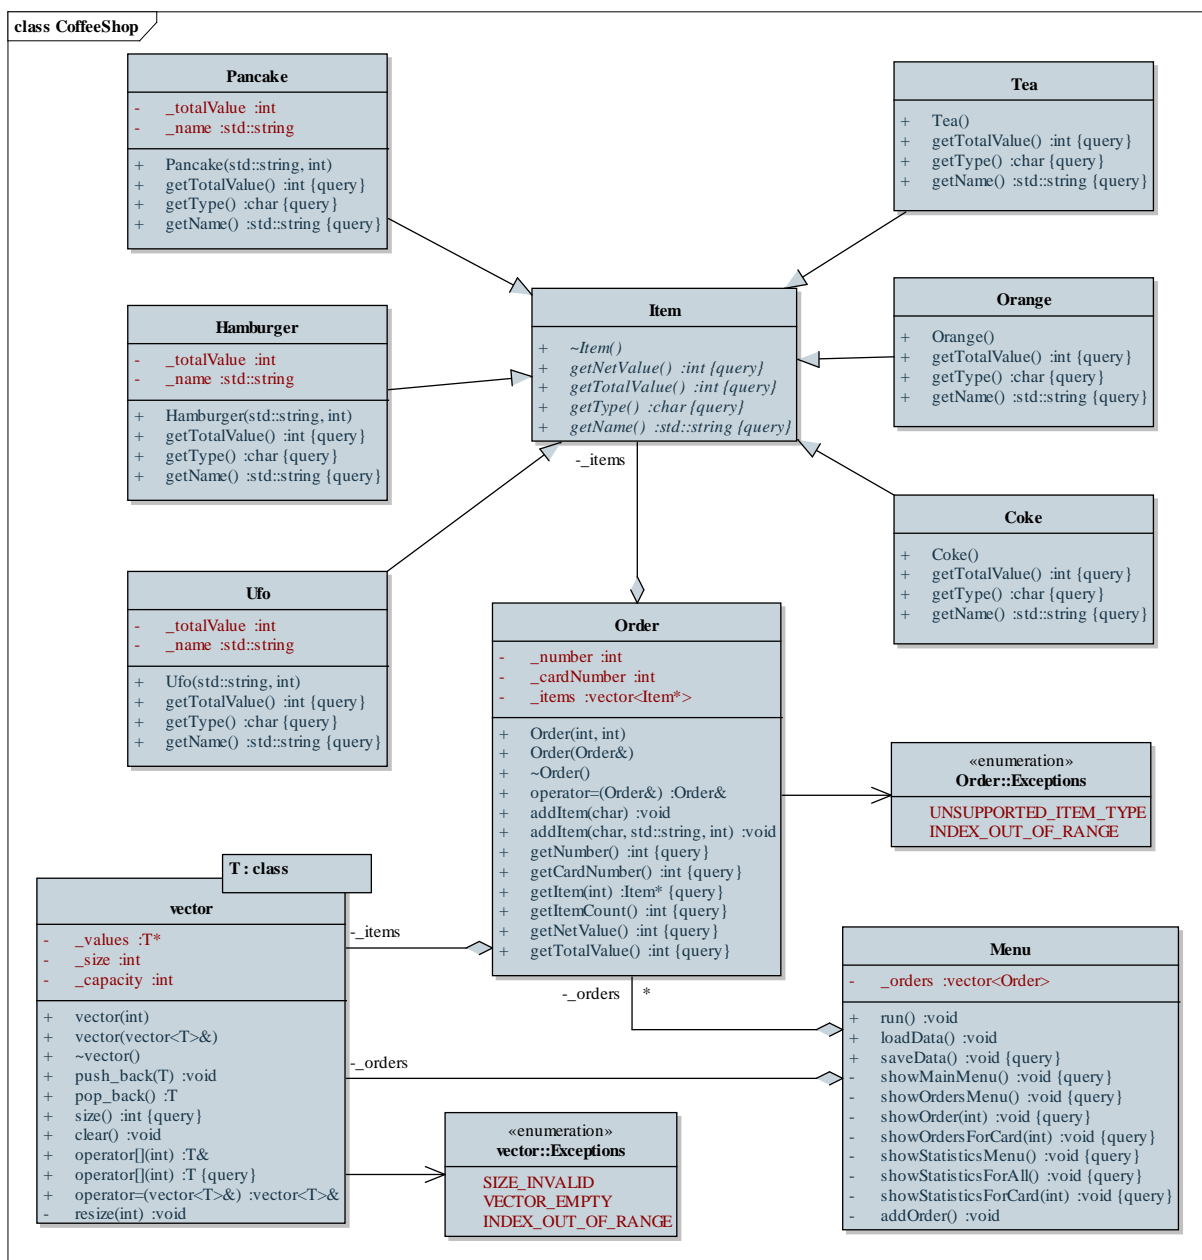 class CoffeeShop
Pancake
- _totalValue :int
- _name :std::string
+ Pancake(std::string, int)
+ getTotalValue() :int {query}
+ getType() :char {query}
+ getName() :std::string {query}
Tea
+ Tea()
+ getTotalValue() :int {query}
+ getType() :char {query}
+ getName() :std::string {query}
Hamburger
- _totalValue :int
- _name :std::string
+ Hamburger(std::string, int)
+ getTotalValue() :int {query}
+ getType() :char {query}
+ getName() :std::string {query}
Item
+ ~Item()
+ getNetValue() :int {query}
+ getTotalValue() :int {query}
+ getType() :char {query}
+ getName() :std::string {query}
Orange
+ Orange()
+ getTotalValue() :int {query}
+ getType() :char {query}
+ getName() :std::string {query}
-_items
Coke
+ Coke()
+ getTotalValue() :int {query}
+ getType() :char {query}
+ getName() :std::string {query}
Ufo
- _totalValue :int
- _name :std::string
+ Ufo(std::string, int)
+ getTotalValue() :int {query}
+ getType() :char {query}
+ getName() :std::string {query}
Order
- _number :int
- _cardNumber :int
- _items :vector<Item*>
+ Order(int, int)
+ Order(Order&)
+ ~Order()
+ operator=(Order&) :Order&
+ addItem(char) :void
+ addItem(char, std::string, int) :void
+ getNumber() :int {query}
+ getCardNumber() :int {query}
+ getItem(int) :Item* {query}
+ getItemCount() :int {query}
+ getNetValue() :int {query}
+ getTotalValue() :int {query}
«enumeration»
Order::Exceptions
UNSUPPORTED_ITEM_TYPE
INDEX_OUT_OF_RANGE
T : class
vector
- _values :T*
- _size :int
- _capacity :int
+ vector(int)
+ vector(vector<T>&)
+ ~vector()
+ push_back(T) :void
+ pop_back() :T
+ size() :int {query}
+ clear() :void
+ operator[](int) :T&
+ operator[](int) :T {query}
+ operator=(vector<T>&) :vector<T>&
- resize(int) :void
-_items
-_orders *
-_orders
Menu
- _orders :vector<Order>
+ run() :void
+ loadData() :void
+ saveData() :void {query}
- showMainMenu() :void {query}
- showOrdersMenu() :void {query}
- showOrder(int) :void {query}
- showOrdersForCard(int) :void {query}
- showStatisticsMenu() :void {query}
- showStatisticsForAll() :void {query}
- showStatisticsForCard(int) :void {query}
- addOrder() :void
«enumeration»
vector::Exceptions
SIZE_INVALID
VECTOR_EMPTY
INDEX_OUT_OF_RANGE